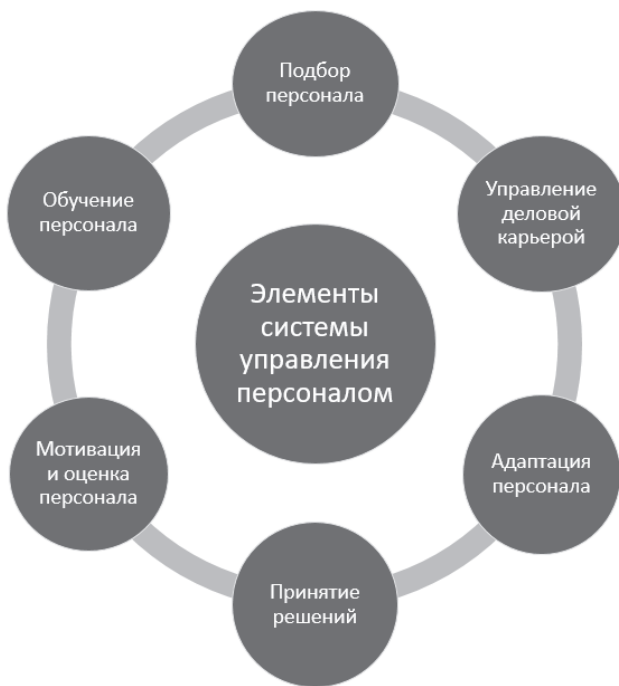 Подбор
персонала
Управление
деловой
карьерой
Адаптация
персонала
Принятие
решений
Мотивация
и оценка
персонала
Обучение
персонала
Элементы
системы
управления
персоналом